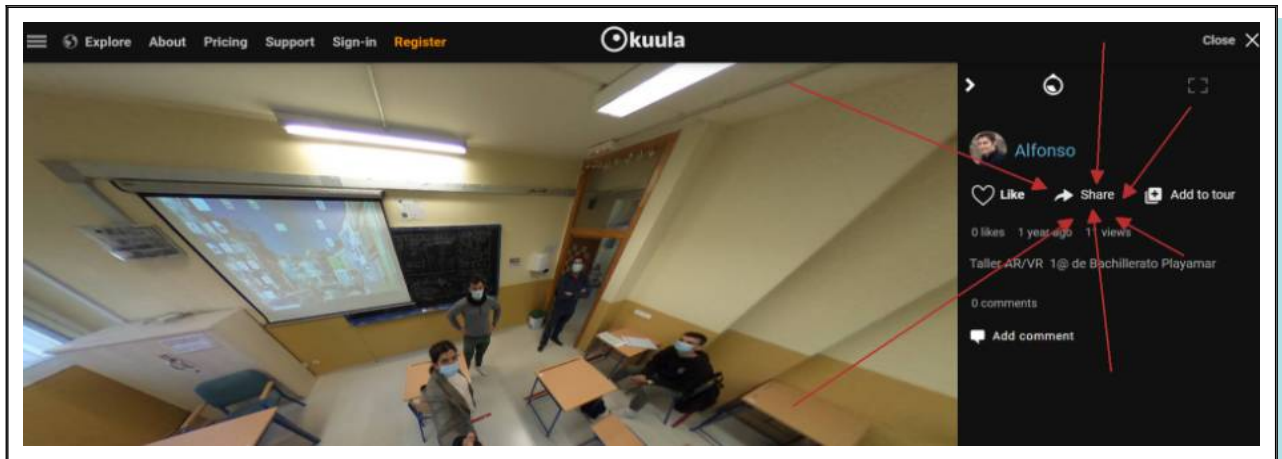 Explore About Pricing Support Sign-in Register kuula Close
Alfonso
Like Share Add to tour
0 likes 1 year ago 11 views
Taller AR/VR 1@ de Bachillerato Playamar
0 comments
Add comment